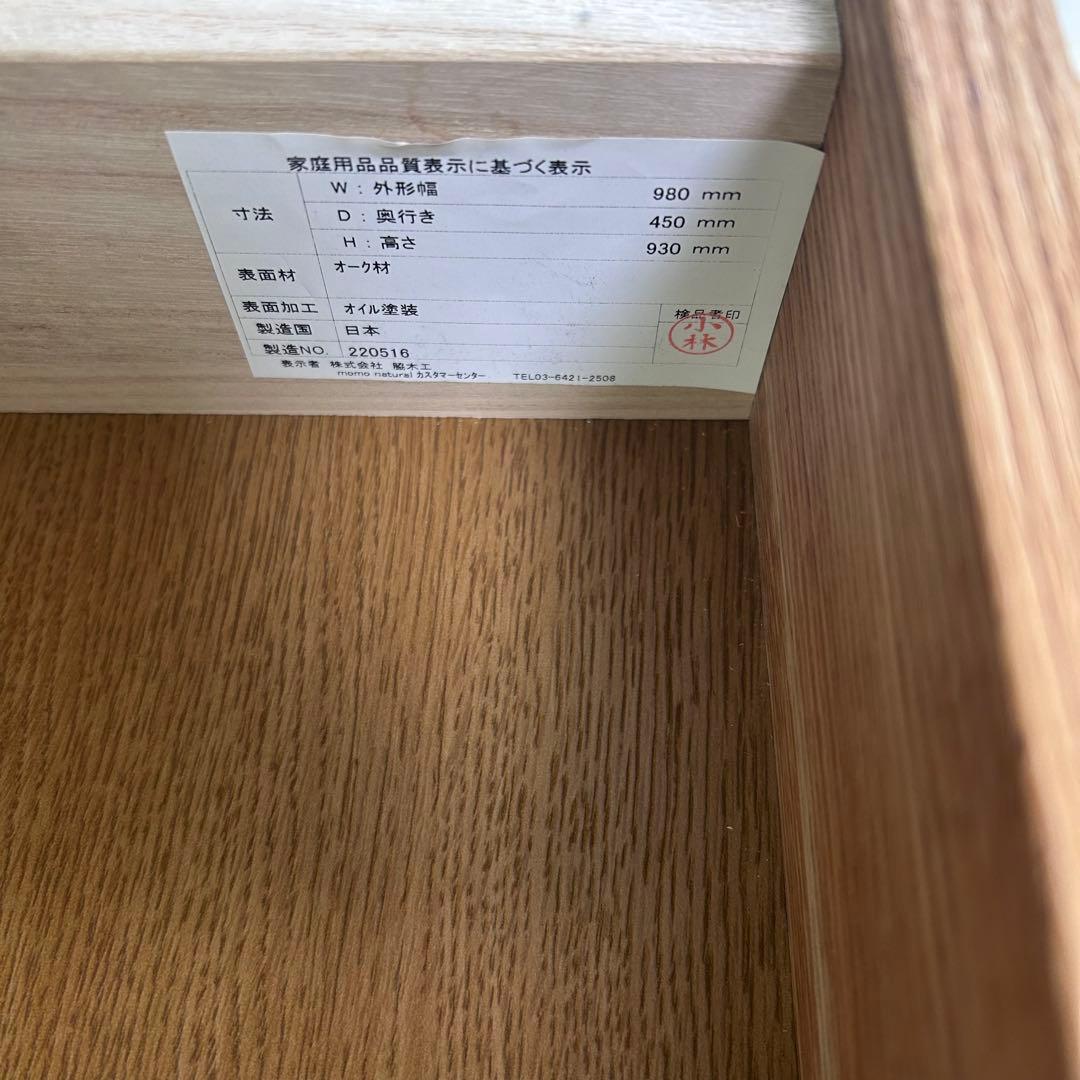 家庭用品品質表示に基づく表示
寸法
W : 外形幅 980 mm
D : 奥行き 450 mm
H : 高さ 930 mm
表面材 オーク材
表面加工 オイル塗装
製造国 日本
検品者印
小林
製造NO. 220516
表示者 株式会社 脇木工
momo natural カスタマーセンター TEL03-6421-2508